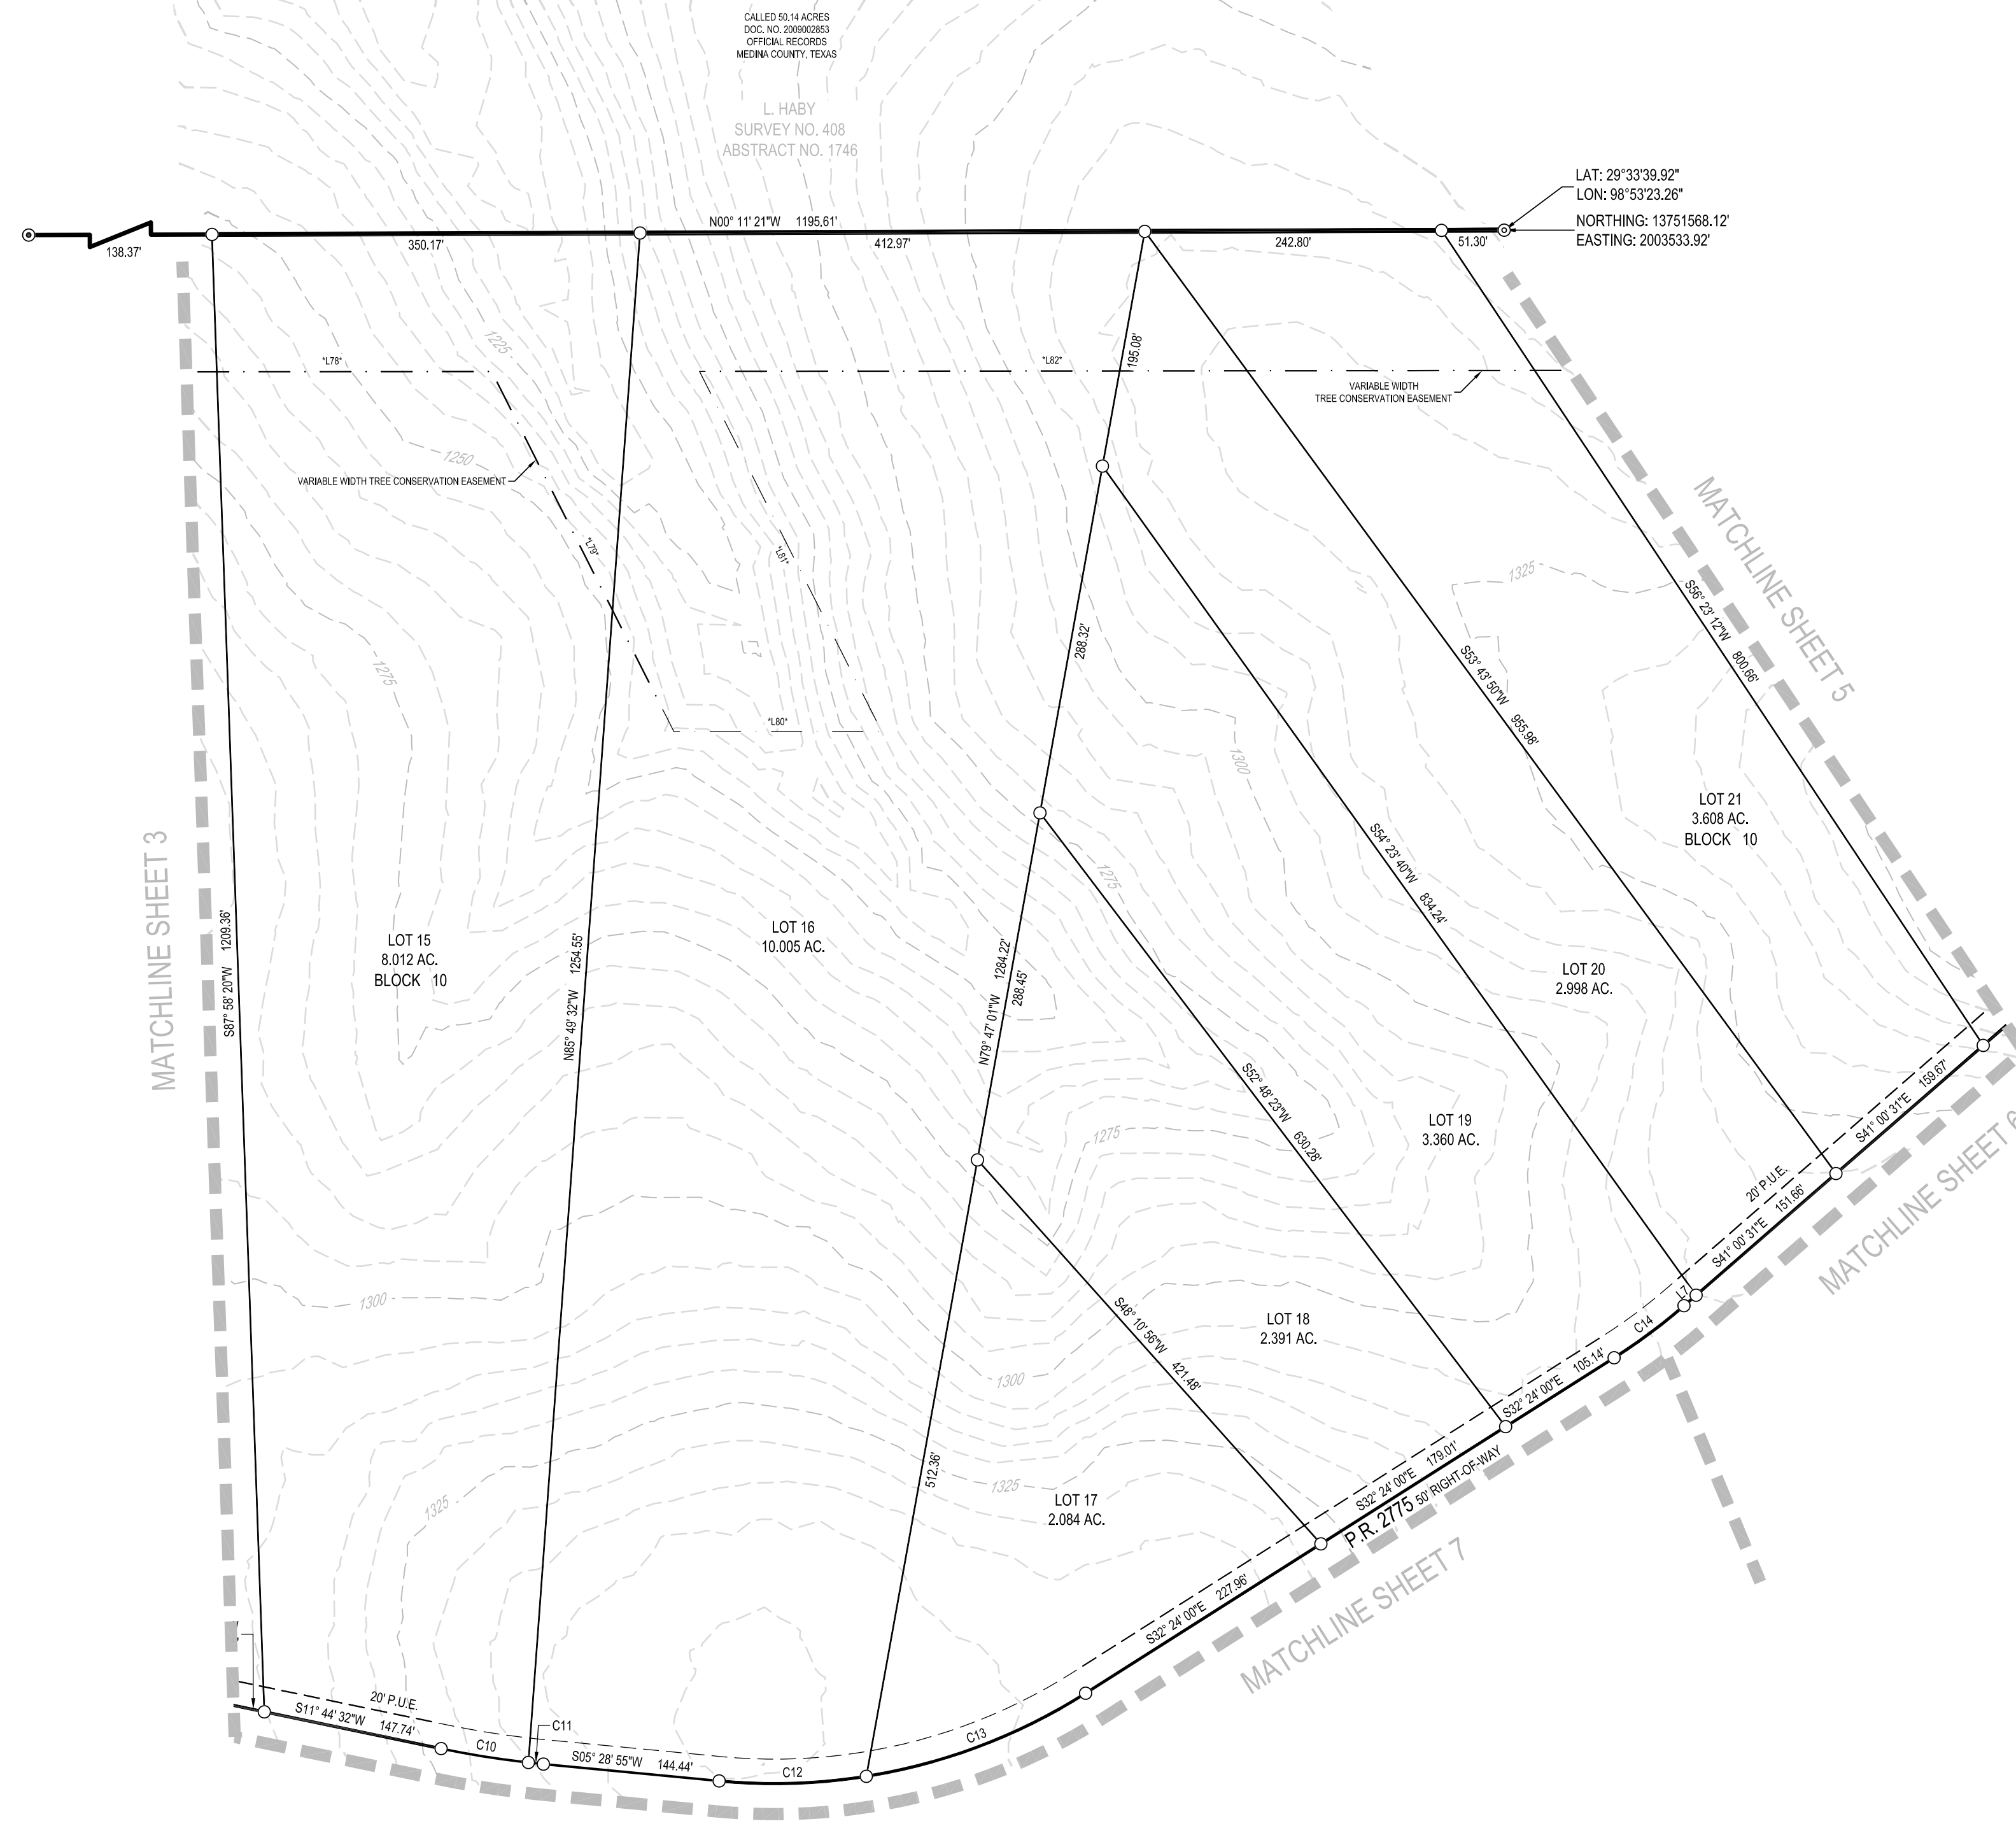 CALLED 50.14 ACRES
DOC. NO. 2009002853
OFFICIAL RECORDS
MEDINA COUNTY, TEXAS
L. HABY
SURVEY NO. 408
ABSTRACT NO. 1746
LAT: 29°33'39.92"
LON: 98°53'23.26"
NORTHING: 13751568.12'
EASTING: 2003533.92'
N00° 11' 21"W 1195.61'
138.37'
350.17'
412.97'
242.80'
51.30'
1225
195.08'
*L78*
*L82*
VARIABLE WIDTH
TREE CONSERVATION EASEMENT
1250
VARIABLE WIDTH TREE CONSERVATION EASEMENT
MATCHLINE SHEET 5
*L79*
*L81*
1325
288.32'
S56° 23' 12"W 800.66'
1275
S53° 43' 50"W 955.98'
*L80*
1300
LOT 21
3.608 AC.
BLOCK 10
S54° 23' 40"W 834.24'
1275
MATCHLINE SHEET 3
S87° 58' 20"W 1209.36'
LOT 15
8.012 AC.
BLOCK 10
N85° 49' 32"W 1254.55'
LOT 16
10.005 AC.
N79° 47' 01"W 1284.22'
288.45'
LOT 20
2.998 AC.
S52° 48' 23"W 630.28'
LOT 19
3.360 AC.
1275
S41° 00' 31"E 159.67'
20' P.U.E.
S41° 00' 31"E 151.66'
MATCHLINE SHEET 6
L7
1300
S48° 10' 56"W 421.48'
LOT 18
2.391 AC.
C14
1300
S32° 24' 00"E 105.14'
S32° 24' 00"E 179.01'
P.R. 2775 50' RIGHT-OF-WAY
512.36'
1325
1325
LOT 17
2.084 AC.
MATCHLINE SHEET 7
S32° 24' 00"E 227.96'
20' P.U.E.
S11° 44' 32"W 147.74'
C10
C11
S05° 28' 55"W 144.44'
C12
C13